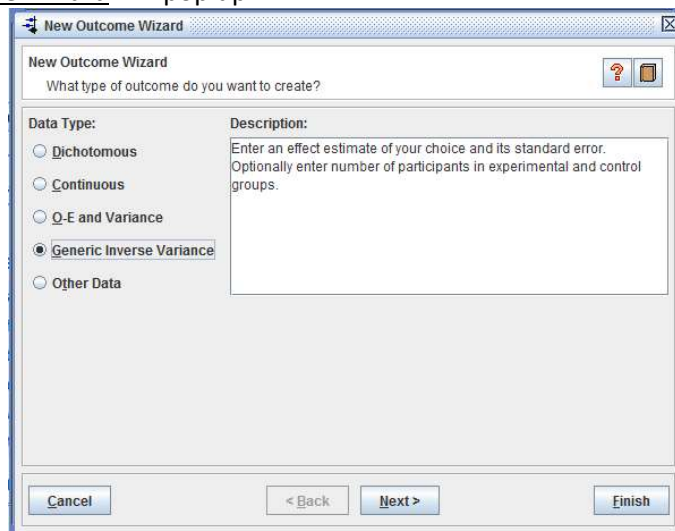 New Outcome Wizard
New Outcome Wizard
What type of outcome do you want to create?
Data Type:
Dichotomous
Continuous
O-E and Variance
Generic Inverse Variance
Other Data
Description:
Enter an effect estimate of your choice and its standard error.
Optionally enter number of participants in experimental and control
groups.
Cancel
< Back
Next >
Finish